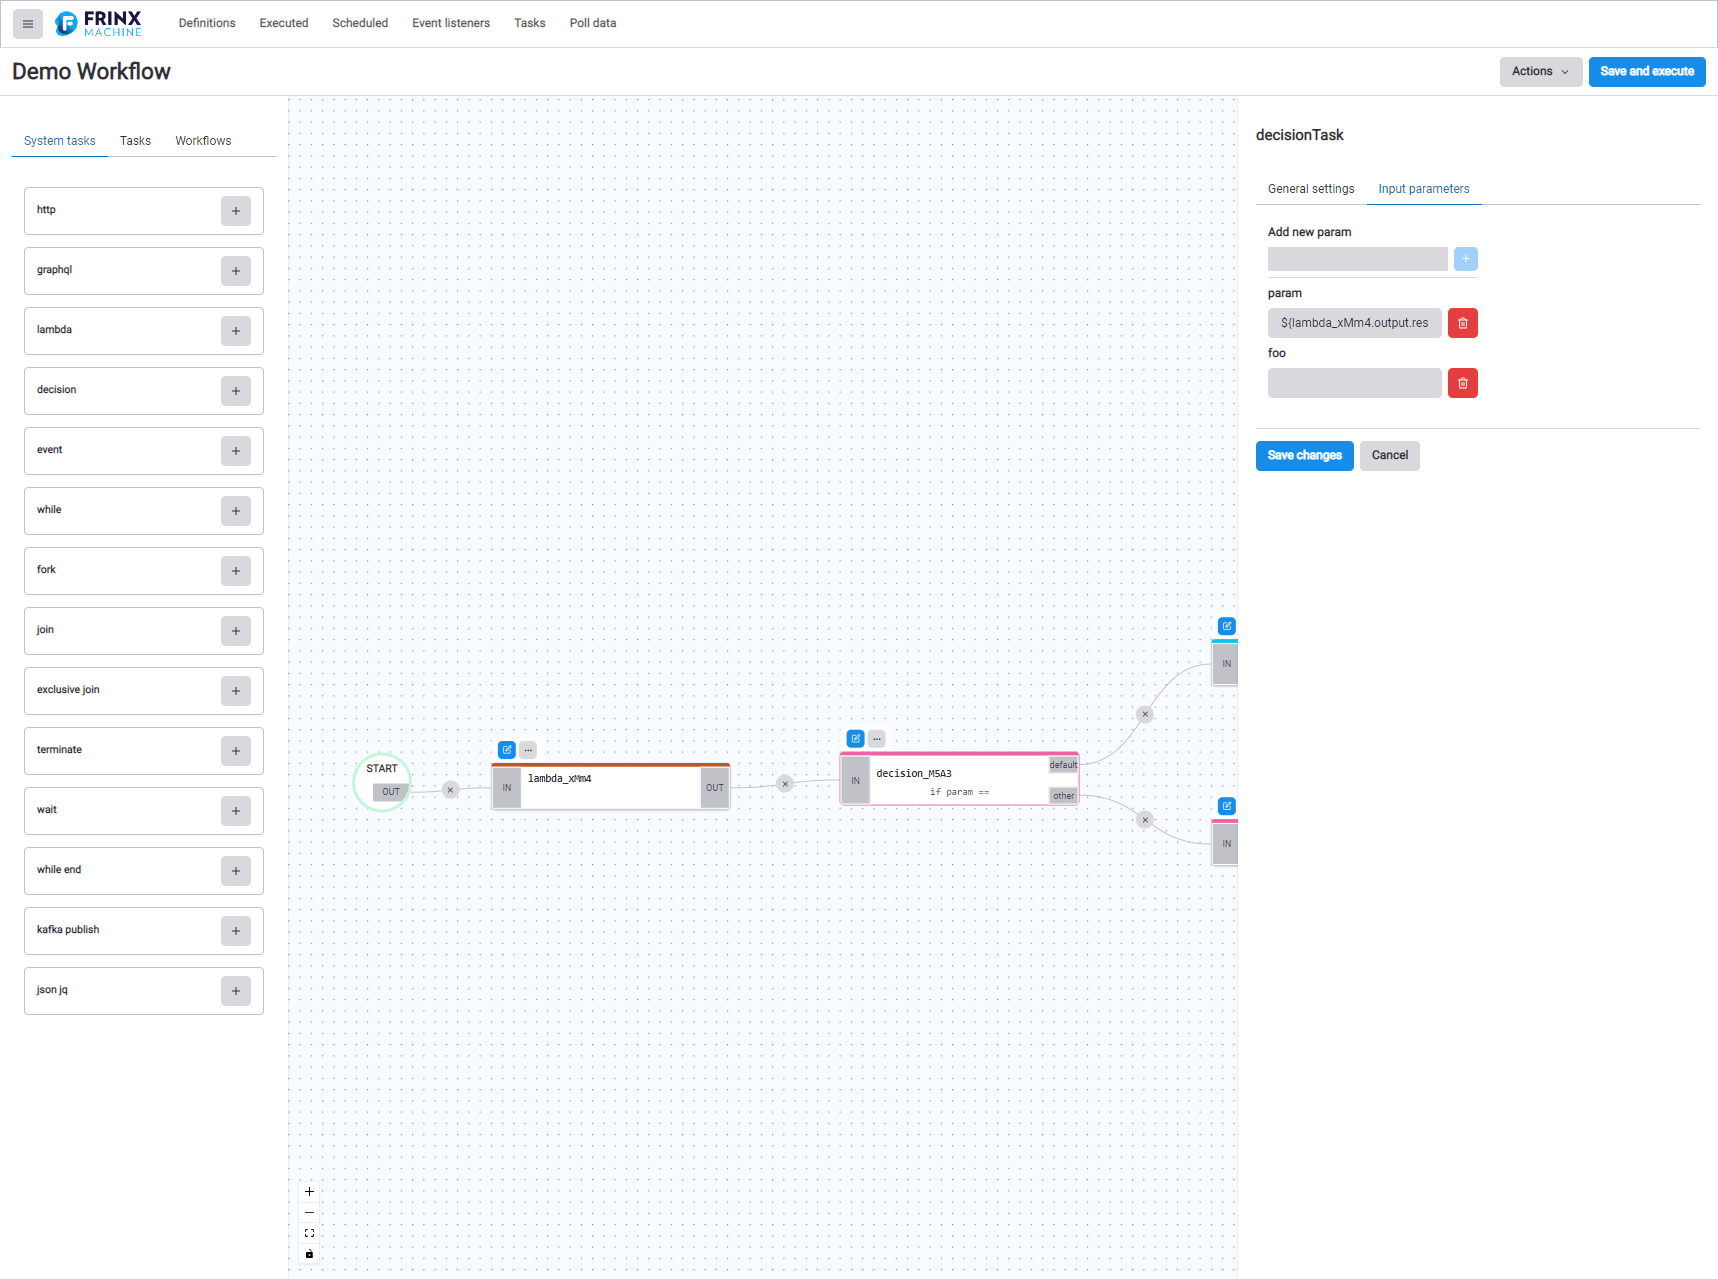 FRINX
MACHINE
Definitions
Executed
Scheduled
Event listeners
Tasks
Poll data
Demo Workflow
Actions
Save and execute
System tasks
Tasks
Workflows
http
graphql
lambda
decision
event
while
fork
join
exclusive join
terminate
wait
while end
kafka publish
json jq
START
OUT
IN
lambda_xMm4
OUT
IN
decision_M5A3
if param ==
default
other
IN
IN
decisionTask
General settings
Input parameters
Add new param
param
${lambda_xMm4.output.res
foo
Save changes
Cancel